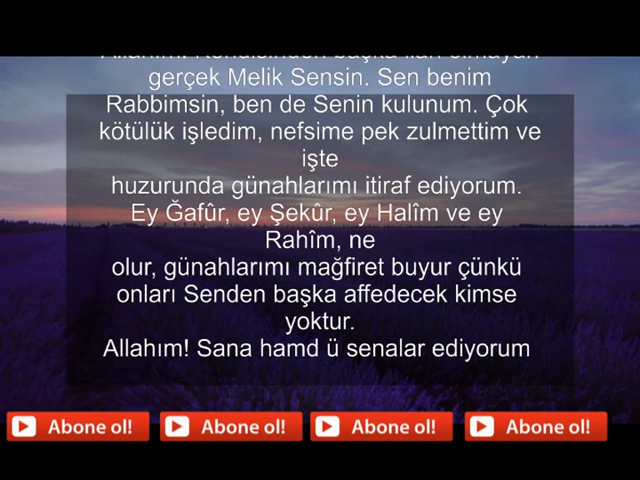 gerçek Melik Sensin. Sen benim
Rabbimsin, ben de Senin kulunum. Çok
kötülük işledim, nefsime pek zulmettim ve
işte
huzurunda günahlarımı itiraf ediyorum.
Ey Ğafûr, ey Şekûr, ey Halîm ve ey
Rahîm, ne
olur, günahlarımı mağfiret buyur çünkü
onları Senden başka affedecek kimse
yoktur.
Allahım! Sana hamd ü senalar ediyorum
Abone ol! Abone ol! Abone ol! Abone ol!